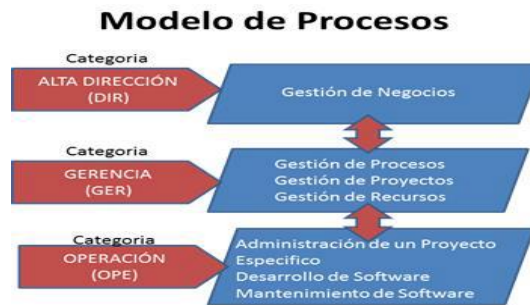 Modelo de Procesos
Categoria
ALTA DIRECCIÓN
(DIR)
Gestión de Negocios
Categoria
GERENCIA
(GER)
Gestión de Procesos
Gestión de Proyectos
Gestión de Recursos
Categoria
OPERACIÓN
(OPE)
Administración de un Proyecto
Especifico
Desarrollo de Software
Mantenimiento de Software